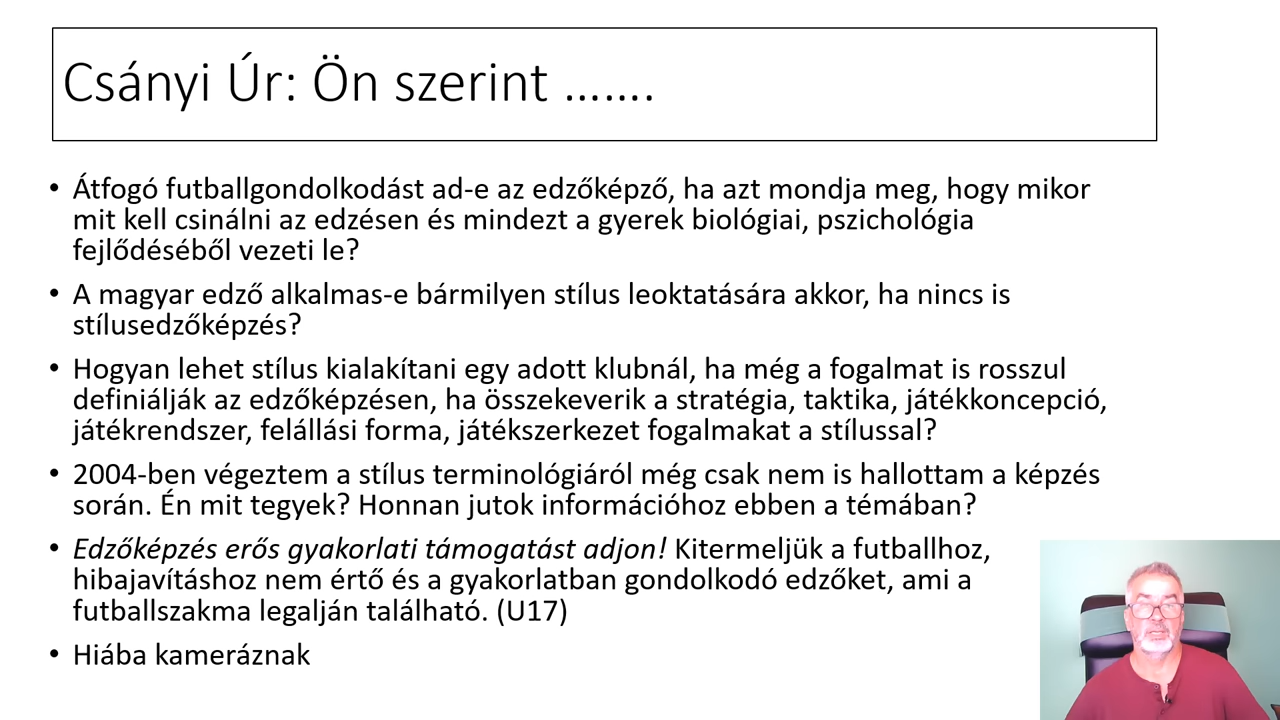 Csányi Úr: Ön szerint …….
• Átfogó futballgondolkodást ad-e az edzőképző, ha azt mondja meg, hogy mikor
mit kell csinálni az edzésen és mindezt a gyerek biológiai, pszichológia
fejlődéséből vezeti le?
• A magyar edző alkalmas-e bármilyen stílus leoktatására akkor, ha nincs is
stílusedzőképzés?
• Hogyan lehet stílus kialakítani egy adott klubnál, ha még a fogalmat is rosszul
definiálják az edzőképzésen, ha összekeverik a stratégia, taktika, játékkoncepció,
játékrendszer, felállási forma, játékszerkezet fogalmakat a stílussal?
• 2004-ben végeztem a stílus terminológiáról még csak nem is hallottam a képzés
során. Én mit tegyek? Honnan jutok információhoz ebben a témában?
• Edzőképzés erős gyakorlati támogatást adjon! Kitermeljük a futballhoz,
hibajavításhoz nem értő és a gyakorlatban gondolkodó edzőket, ami a
futballszakma legalján található. (U17)
• Hiába kameráznak